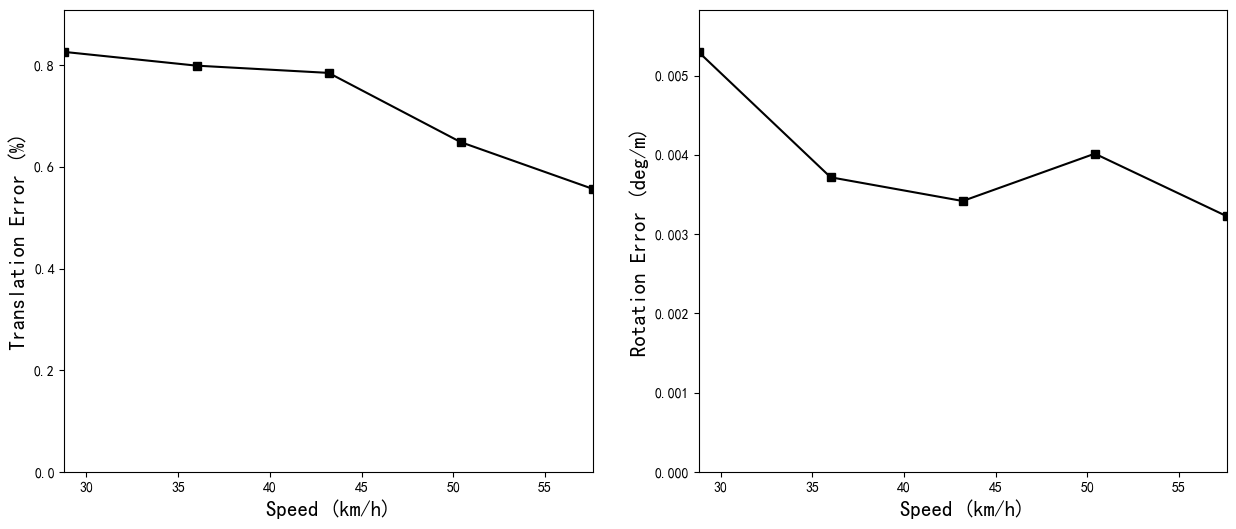 Translation Error (%)
0.8
0.6
0.4
0.2
0.0
30 35 40 45 50 55
Speed (km/h)
Rotation Error (deg/m)
0.005
0.004
0.003
0.002
0.001
0.000
30 35 40 45 50 55
Speed (km/h)